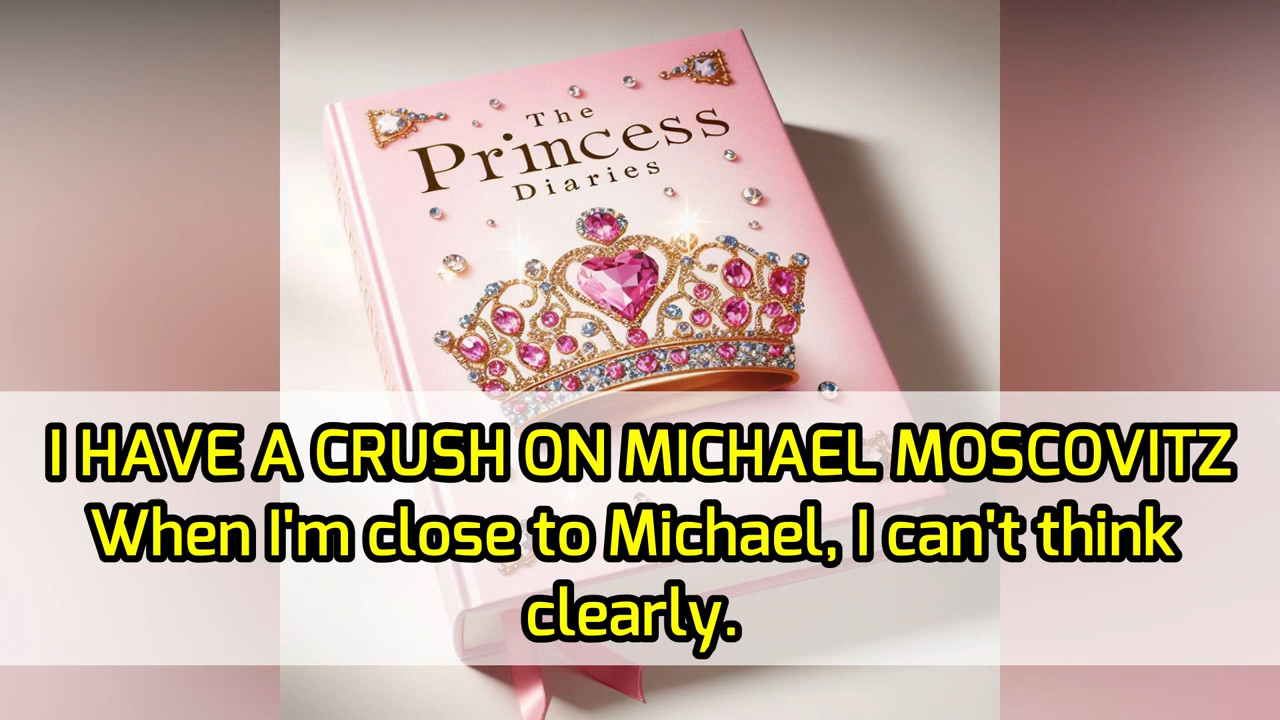 The
Princess
Diaries
I HAVE A CRUSH ON MICHAEL MOSCOVITZ
When I'm close to Michael, I can't think
clearly.